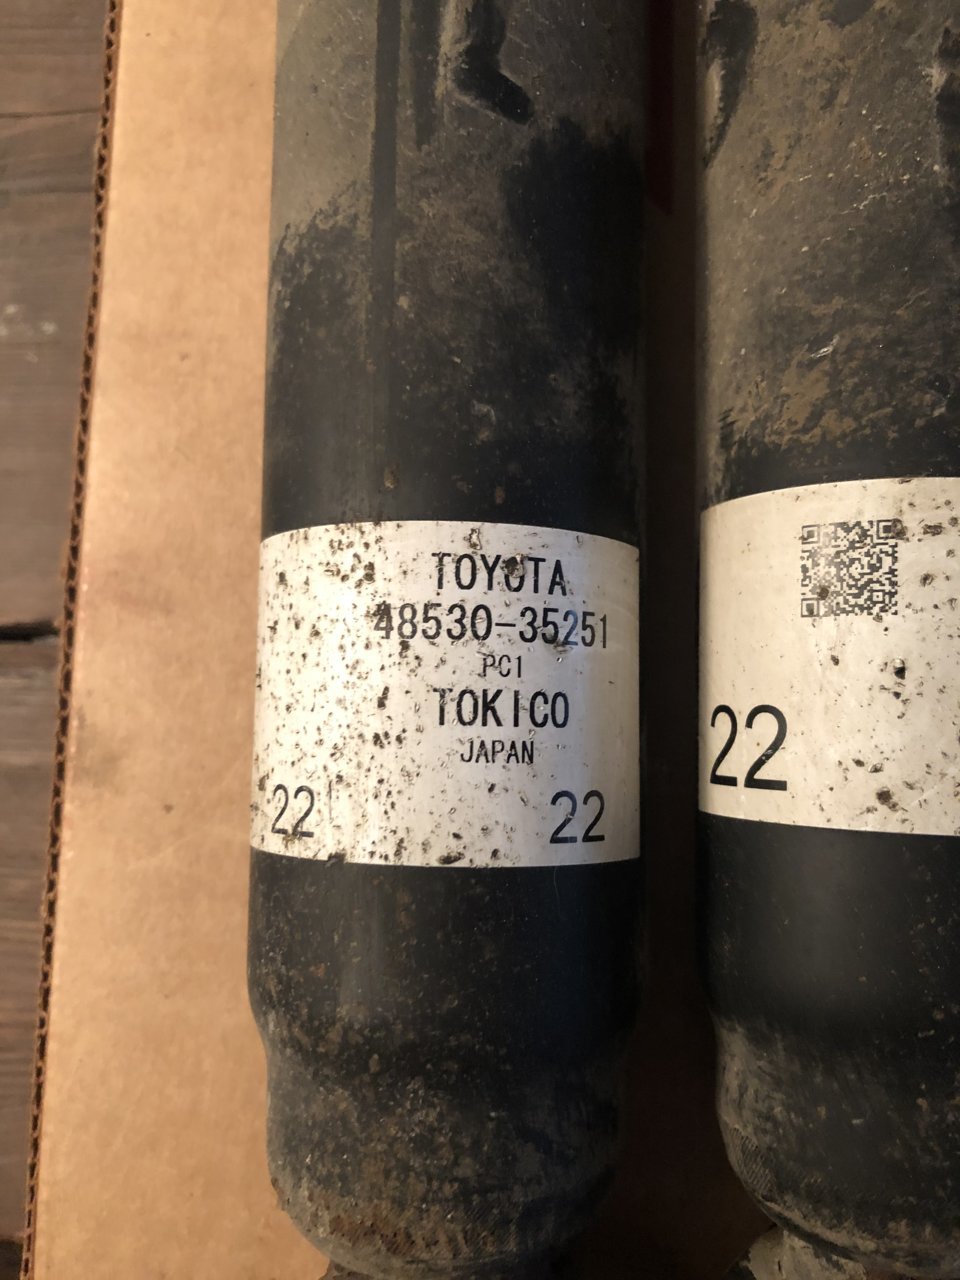 TOYOTA
48530-35251
PC1
TOKICO
JAPAN
22 22
22